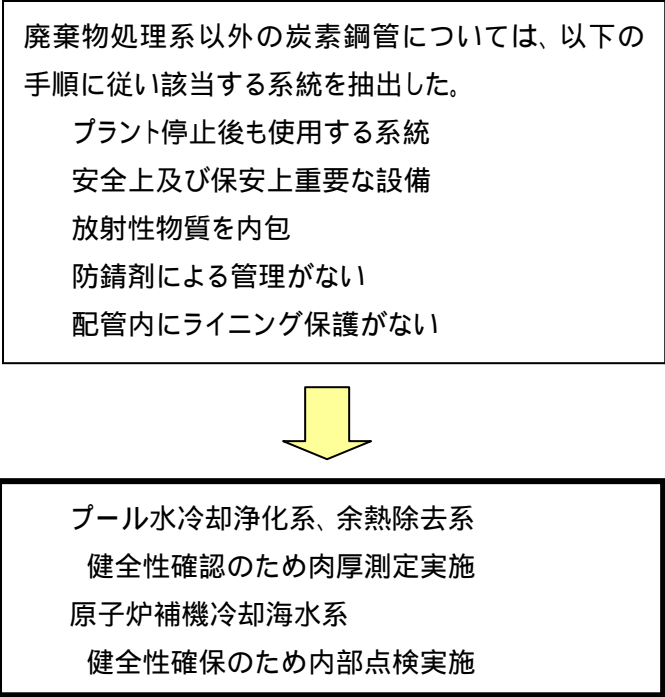 廃棄物処理系以外の炭素鋼管については、以下の
手順に従い該当する系統を抽出した。
プラント停止後も使用する系統
安全上及び保安上重要な設備
放射性物質を内包
防錆剤による管理がない
配管内にライニング保護がない
プール水冷却浄化系、余熱除去系
健全性確認のため肉厚測定実施
原子炉補機冷却海水系
健全性確保のため内部点検実施